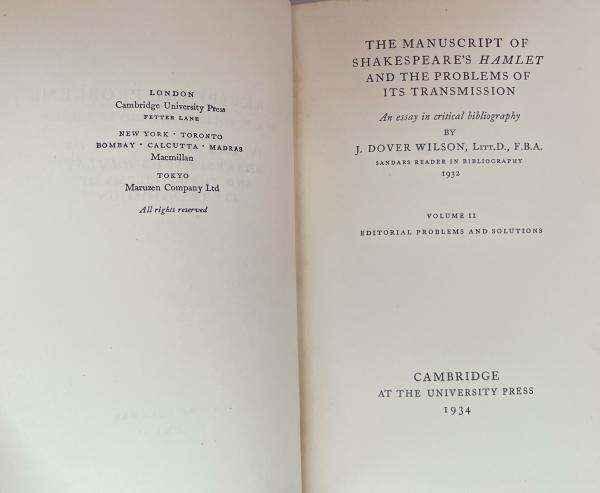 LONDON
Cambridge University Press
FETTER LANE
NEW YORK · TORONTO
BOMBAY · CALCUTTA · MADRAS
Macmillan
TOKYO
Maruzen Company Ltd
All rights reserved
THE MANUSCRIPT OF
SHAKESPEARE'S HAMLET
AND THE PROBLEMS OF
ITS TRANSMISSION
An essay in critical bibliography
BY
J. DOVER WILSON, LITT.D., F.B.A.
SANDARS READER IN BIBLIOGRAPHY
1932
VOLUME II
EDITORIAL PROBLEMS AND SOLUTIONS
CAMBRIDGE
AT THE UNIVERSITY PRESS
1934